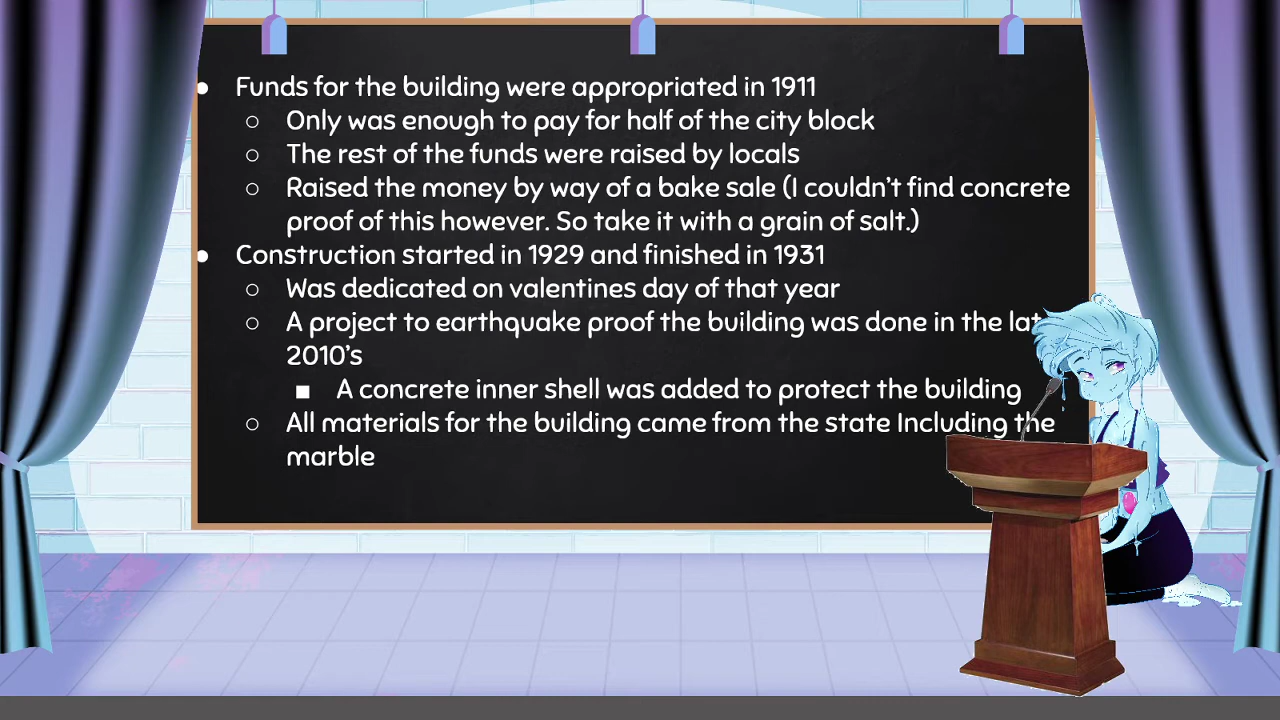 ● Funds for the building were appropriated in 1911
○ Only was enough to pay for half of the city block
○ The rest of the funds were raised by locals
○ Raised the money by way of a bake sale (I couldn't find concrete
proof of this however. So take it with a grain of salt.)
● Construction started in 1929 and finished in 1931
○ Was dedicated on valentines day of that year
○ A project to earthquake proof the building was done in the
2010's
■ A concrete inner shell was added to protect the building
○ All materials for the building came from the state Including the
marble